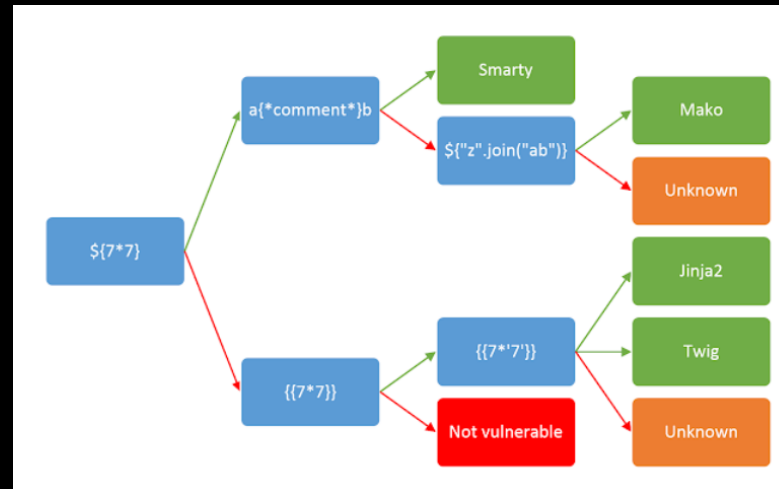 Smarty
a{*comment*}b
Mako
${"z".join("ab")}
Unknown
${7*7}
Jinja2
{{7*'7'}}
Twig
{{7*7}}
Not vulnerable
Unknown